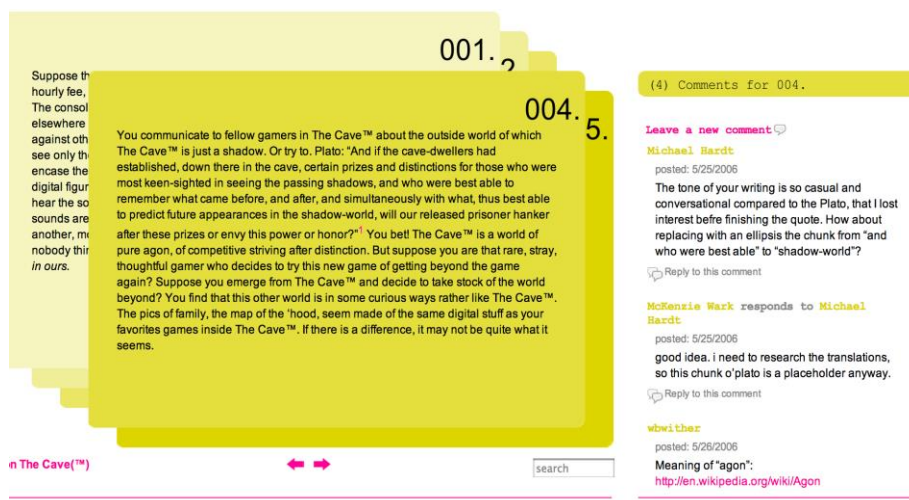 001.
2
Suppose th
hourly fee,
The consol
elsewhere
against oth
see only the
encase the
digital figur
hear the so
sounds are
another, mo
nobody thin
in ours.
004.
5.
You communicate to fellow gamers in The Cave™ about the outside world of which
The Cave™ is just a shadow. Or try to. Plato: “And if the cave-dwellers had
established, down there in the cave, certain prizes and distinctions for those who were
most keen-sighted in seeing the passing shadows, and who were best able to
remember what came before, and after, and simultaneously with what, thus best able
to predict future appearances in the shadow-world, will our released prisoner hanker
after these prizes or envy this power or honor?”1 You bet! The Cave™ is a world of
pure agon, of competitive striving after distinction. But suppose you are that rare, stray,
thoughtful gamer who decides to try this new game of getting beyond the game
again? Suppose you emerge from The Cave™ and decide to take stock of the world
beyond? You find that this other world is in some curious ways rather like The Cave™.
The pics of family, the map of the ‘hood, seem made of the same digital stuff as your
favorites games inside The Cave™. If there is a difference, it may not be quite what it
seems.
n The Cave(™)
search
(4) Comments for 004.
Leave a new comment
Michael Hardt
posted: 5/25/2006
The tone of your writing is so casual and
conversational compared to the Plato, that I lost
interest befre finishing the quote. How about
replacing with an ellipsis the chunk from “and
who were best able” to “shadow-world”?
Reply to this comment
McKenzie Wark responds to Michael
Hardt
posted: 5/25/2006
good idea. i need to research the translations,
so this chunk o’plato is a placeholder anyway.
Reply to this comment
wbwither
posted: 5/26/2006
Meaning of “agon”:
http://en.wikipedia.org/wiki/Agon